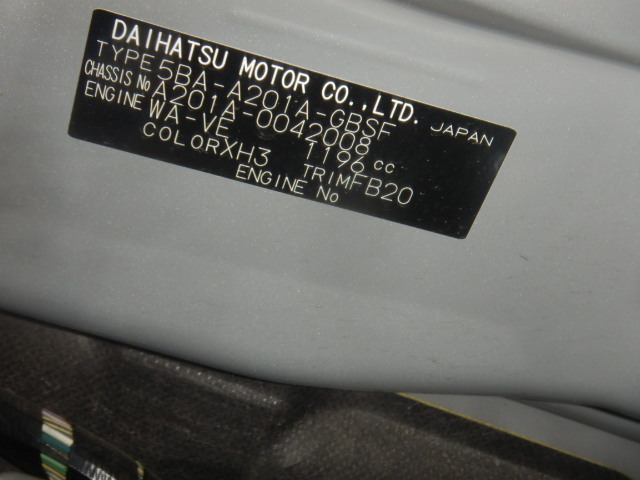 DAIHATSU MOTOR CO.,LTD. JAPAN
TYPE 5BA-A201A-GBSF
CHASSIS No A201A-0042008
ENGINE WA-VE 1196 cc
COLOR XH3 TRIM FB20
ENGINE No